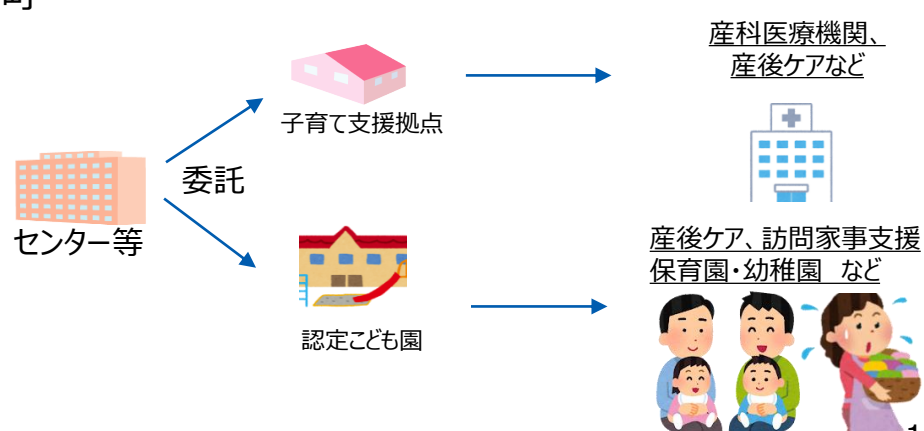 町
産科医療機関、
産後ケアなど
子育て支援拠点
委託
センター等
産後ケア、訪問家事支援
保育園・幼稚園　など
認定こども園